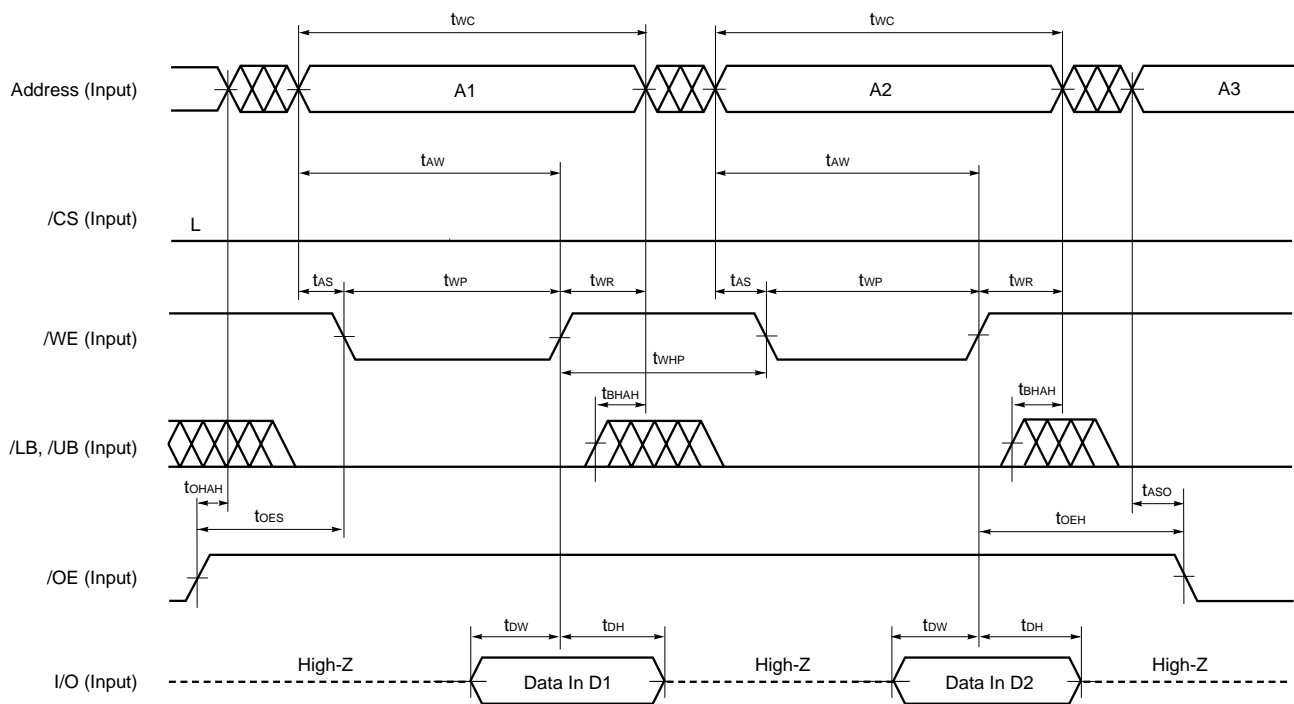 tWC tWC
Address (Input) A1 A2 A3
tAW tAW
/CS (Input) L
tAS tWP tWR tAS tWP tWR
/WE (Input)
tWHP
tBHAH tBHAH
/LB, /UB (Input)
tOHAH tASO
tOES tOEH
/OE (Input)
tDW tDH tDW tDH
I/O (Input) High-Z Data In D1 High-Z Data In D2 High-Z